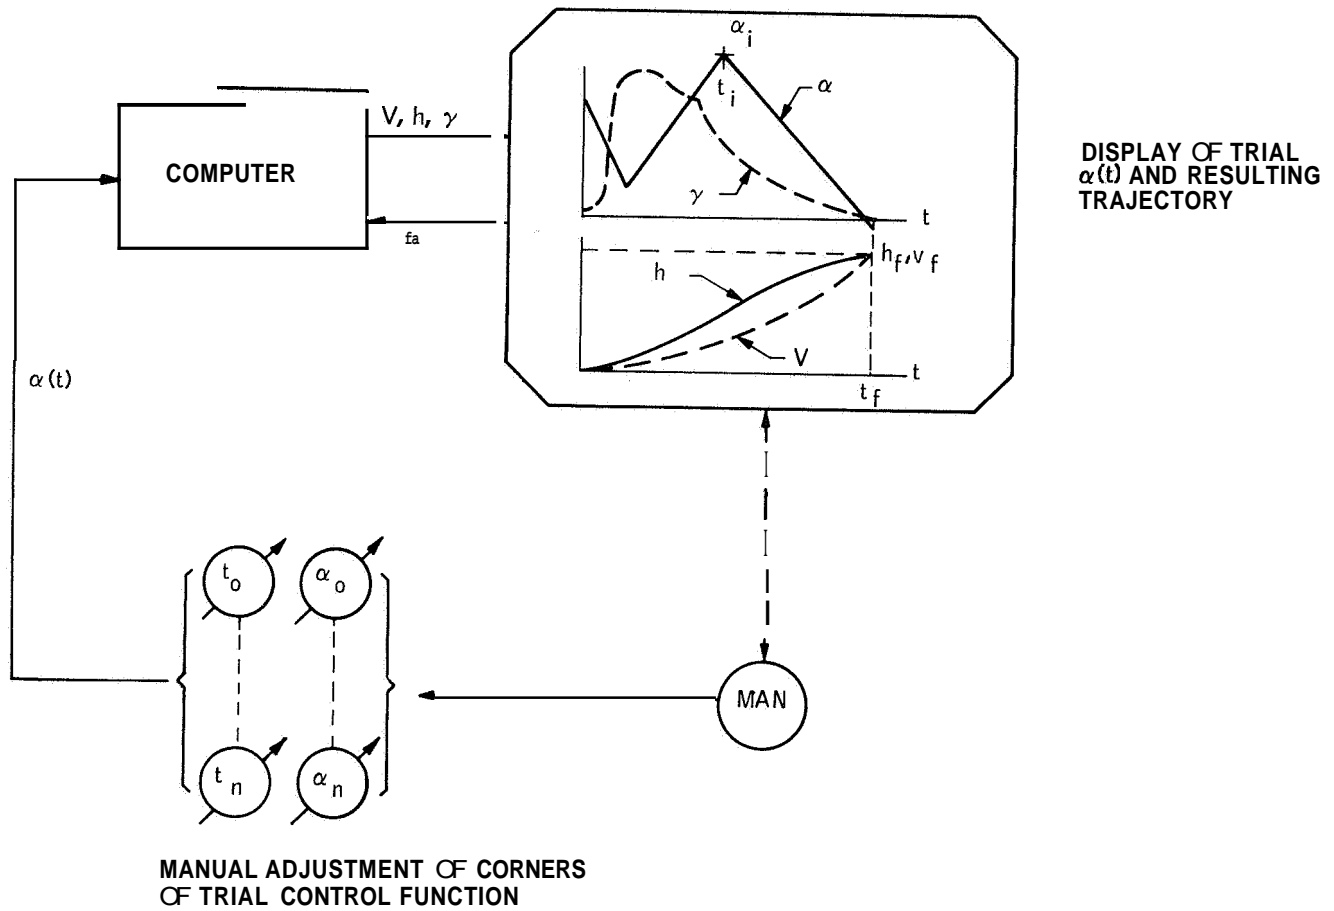 α i
t i
α
V, h, γ
COMPUTER
DISPLAY OF TRIAL
α(t) AND RESULTING
TRAJECTORY
γ
t
fa
h f, v f
h
V
t
t f
α(t)
t o
α o
MAN
t n
α n
MANUAL ADJUSTMENT OF CORNERS
OF TRIAL CONTROL FUNCTION